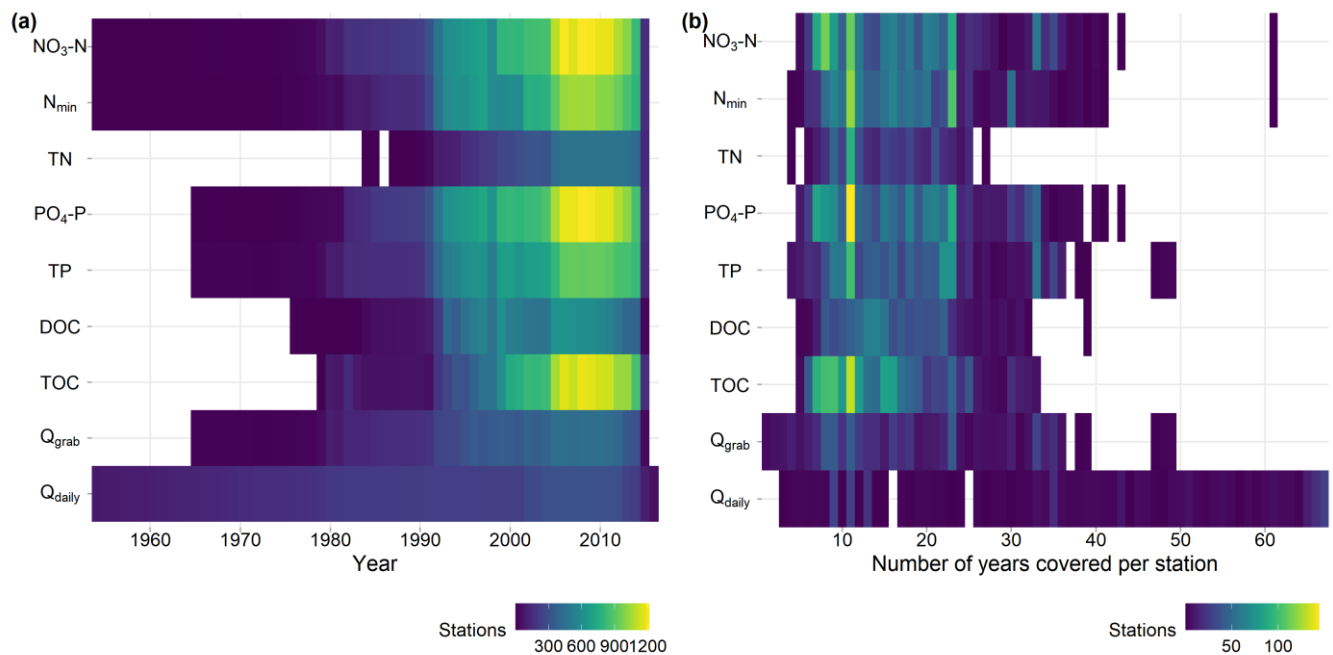 (a)
NO₃-N
Nmin
TN
PO₄-P
TP
DOC
TOC
Qgrab
Qdaily
1960 1970 1980 1990 2000 2010
Year
Stations
300 600 900 1200
(b)
NO₃-N
Nmin
TN
PO₄-P
TP
DOC
TOC
Qgrab
Qdaily
10 20 30 40 50 60
Number of years covered per station
Stations
50 100